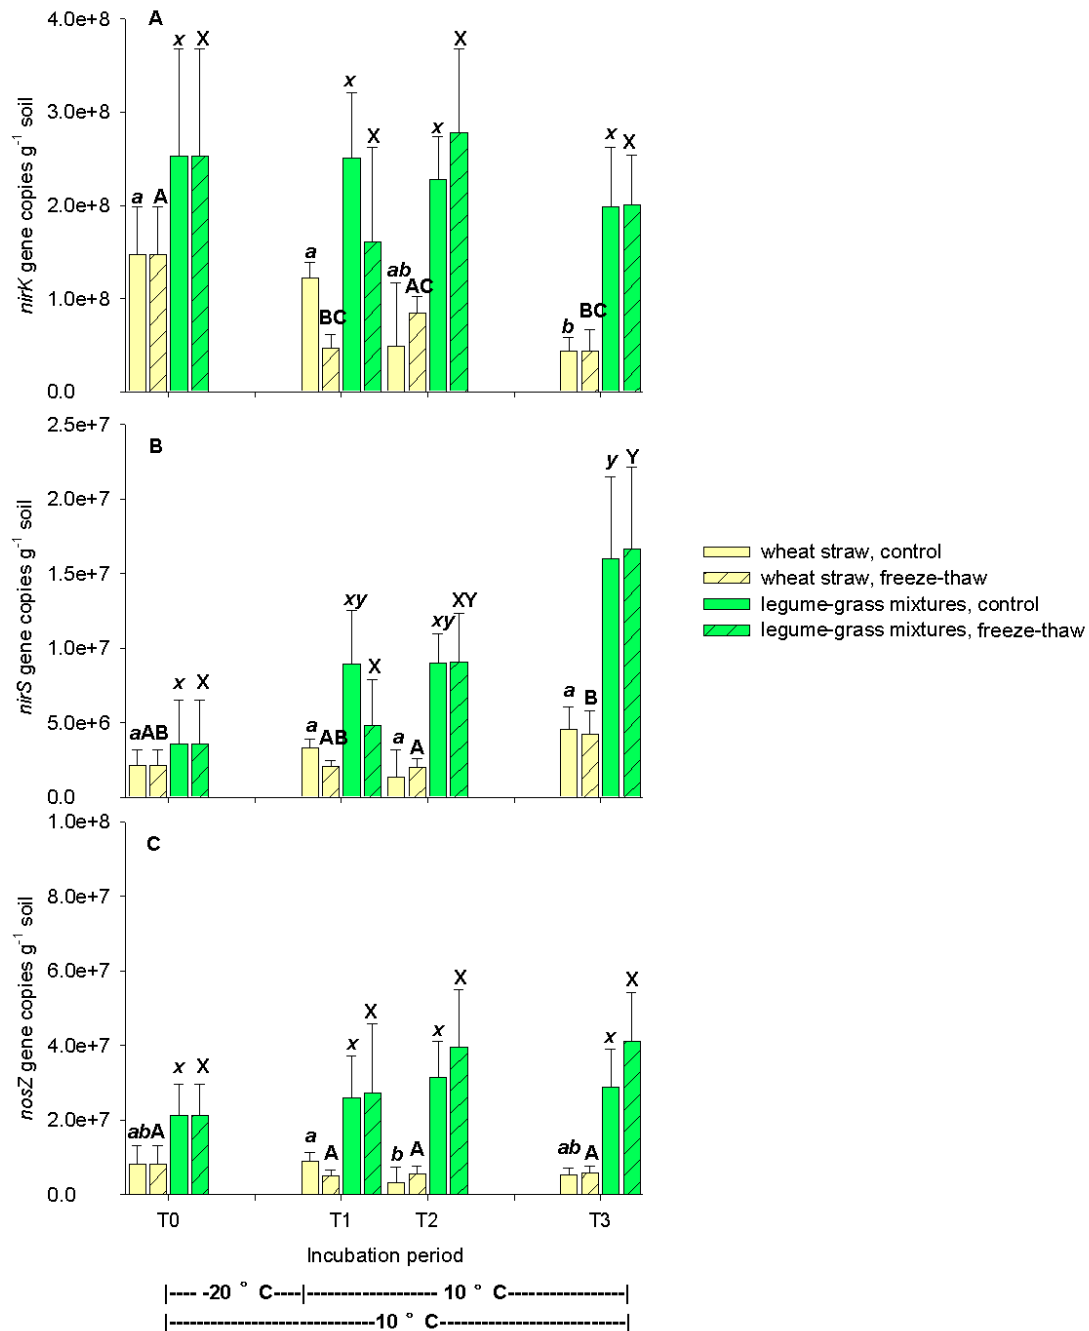 A
4.0e+8
3.0e+8
2.0e+8
1.0e+8
0.0
nirK gene copies g-1 soil
a A x X
a BC x X ab AC x X
b BC x X
B
2.5e+7
2.0e+7
1.5e+7
1.0e+7
5.0e+6
0.0
nirS gene copies g-1 soil
aAB x X
a AB xy X a A xy XY
a B y Y
wheat straw, control
wheat straw, freeze-thaw
legume-grass mixtures, control
legume-grass mixtures, freeze-thaw
C
1.0e+8
8.0e+7
6.0e+7
4.0e+7
2.0e+7
0.0
nosZ gene copies g-1 soil
abA x X
a A x X b A x X
ab A x X
T0 T1 T2 T3
Incubation period
|---- -20 ° C----|------------------ 10 ° C----------------|
|---------------------------10 ° C--------------------------|